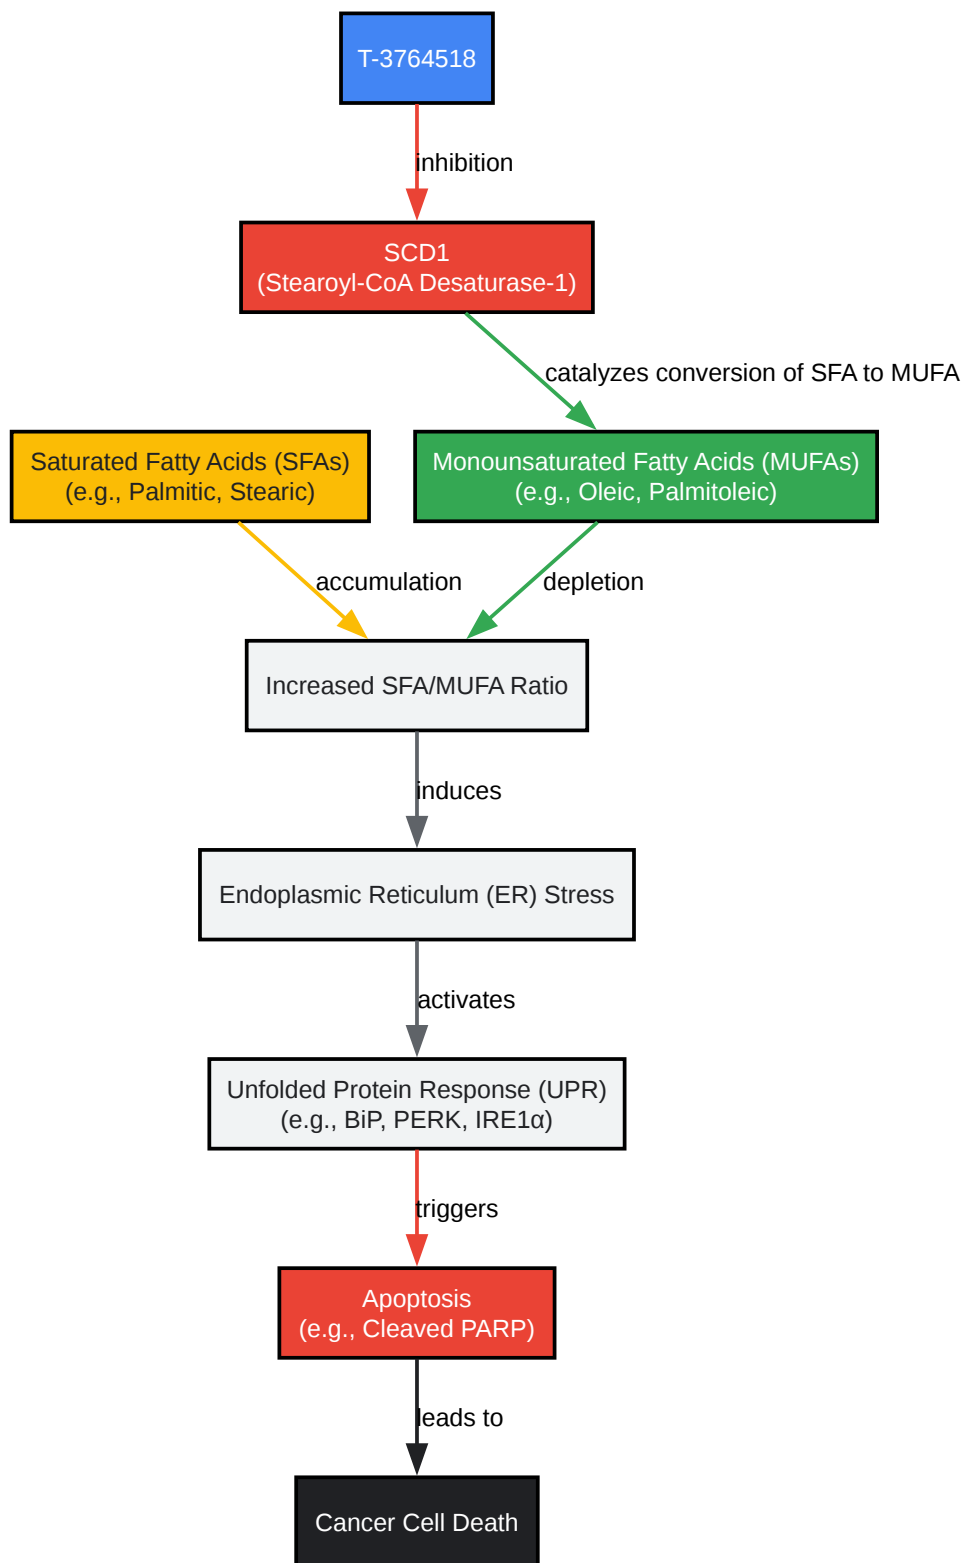 T-3764518
inhibition
SCD1
(Stearoyl-CoA Desaturase-1)
catalyzes conversion of SFA to MUFA
Saturated Fatty Acids (SFAs)
(e.g., Palmitic, Stearic)
Monounsaturated Fatty Acids (MUFAs)
(e.g., Oleic, Palmitoleic)
accumulation
depletion
Increased SFA/MUFA Ratio
induces
Endoplasmic Reticulum (ER) Stress
activates
Unfolded Protein Response (UPR)
(e.g., BiP, PERK, IRE1α)
triggers
Apoptosis
(e.g., Cleaved PARP)
leads to
Cancer Cell Death